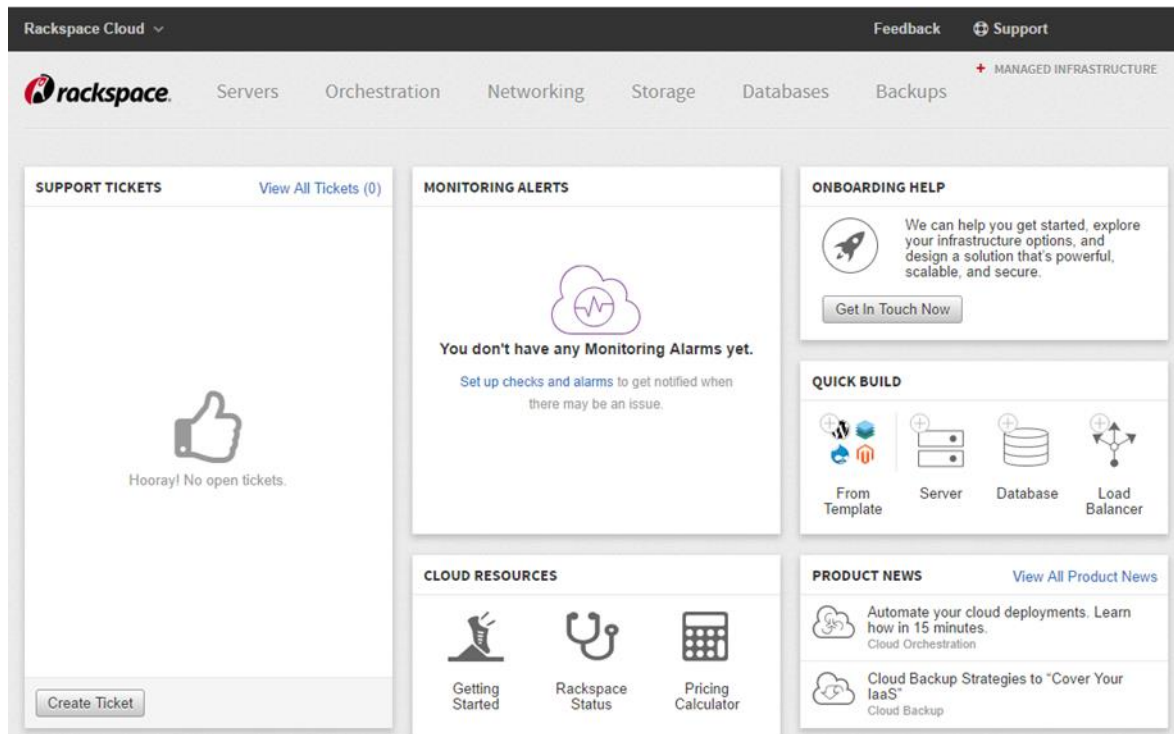 Rackspace Cloud
Feedback
Support
+ MANAGED INFRASTRUCTURE
rackspace.
Servers
Orchestration
Networking
Storage
Databases
Backups
SUPPORT TICKETS
View All Tickets (0)
Hooray! No open tickets.
Create Ticket
MONITORING ALERTS
You don't have any Monitoring Alarms yet.
Set up checks and alarms to get notified when
there may be an issue.
CLOUD RESOURCES
Getting
Started
Rackspace
Status
Pricing
Calculator
ONBOARDING HELP
We can help you get started, explore
your infrastructure options, and
design a solution that's powerful,
scalable, and secure.
Get In Touch Now
QUICK BUILD
From
Template
Server
Database
Load
Balancer
PRODUCT NEWS
View All Product News
Automate your cloud deployments. Learn
how in 15 minutes.
Cloud Orchestration
Cloud Backup Strategies to “Cover Your
IaaS”
Cloud Backup